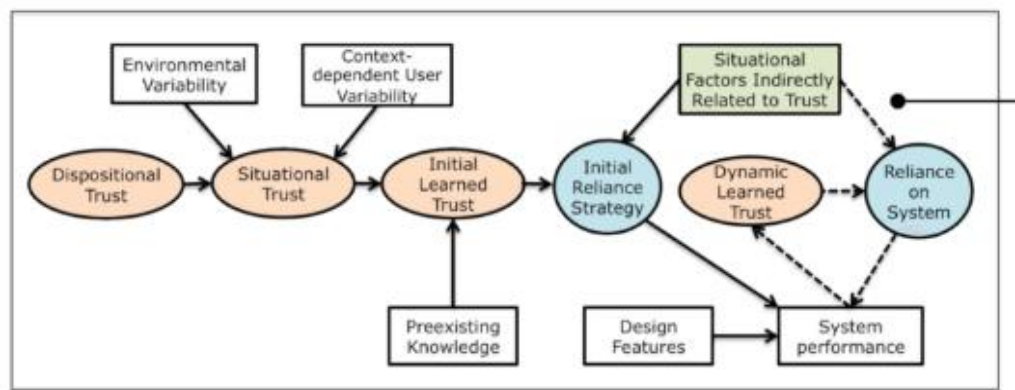 Environmental
Variability
Context-
dependent User
Variability
Situational
Factors Indirectly
Related to Trust
Dispositional
Trust
Situational
Trust
Initial
Learned
Trust
Initial
Reliance
Strategy
Dynamic
Learned
Trust
Reliance
on
System
Preexisting
Knowledge
Design
Features
System
performance